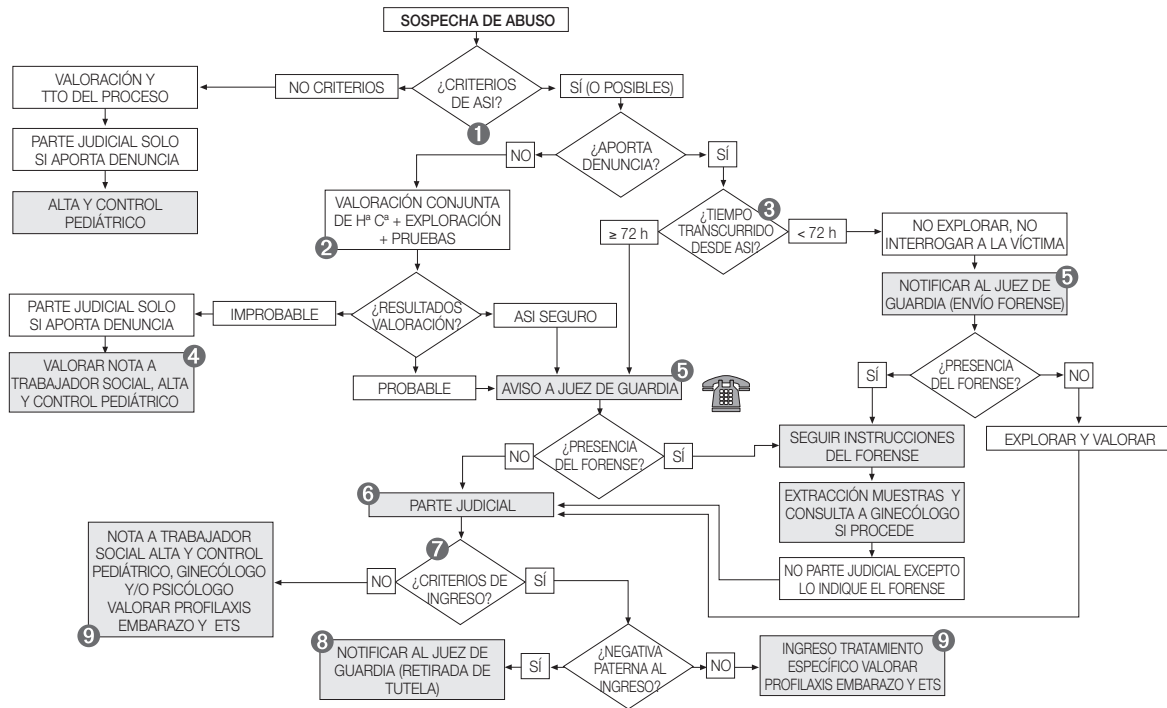 SOSPECHA DE ABUSO
¿CRITERIOS
DE ASI?
1
NO CRITERIOS
SÍ (O POSIBLES)
VALORACIÓN Y
TTO DEL PROCESO
PARTE JUDICIAL SOLO
SI APORTA DENUNCIA
ALTA Y CONTROL
PEDIÁTRICO
¿APORTA
DENUNCIA?
NO
SÍ
VALORACIÓN CONJUNTA
DE Hª Cª + EXPLORACIÓN
+ PRUEBAS
2
¿TIEMPO
TRANSCURRIDO
DESDE ASI?
3
≥ 72 h
< 72 h
NO EXPLORAR, NO
INTERROGAR A LA VÍCTIMA
NOTIFICAR AL JUEZ DE
GUARDIA (ENVÍO FORENSE)
5
¿RESULTADOS
VALORACIÓN?
IMPROBABLE
ASI SEGURO
PROBABLE
PARTE JUDICIAL SOLO
SI APORTA DENUNCIA
VALORAR NOTA A
TRABAJADOR SOCIAL, ALTA
Y CONTROL PEDIÁTRICO
4
AVISO A JUEZ DE GUARDIA
5
¿PRESENCIA
DEL FORENSE?
SÍ
NO
EXPLORAR Y VALORAR
¿PRESENCIA
DEL FORENSE?
NO
SÍ
SEGUIR INSTRUCCIONES
DEL FORENSE
EXTRACCIÓN MUESTRAS Y
CONSULTA A GINECÓLOGO
SI PROCEDE
NO PARTE JUDICIAL EXCEPTO
LO INDIQUE EL FORENSE
6
PARTE JUDICIAL
7
¿CRITERIOS DE
INGRESO?
NO
SÍ
NOTA A TRABAJADOR
SOCIAL ALTA Y CONTROL
PEDIÁTRICO, GINECÓLOGO
Y/O PSICÓLOGO
VALORAR PROFILAXIS
EMBARAZO Y ETS
9
¿NEGATIVA
PATERNA AL
INGRESO?
SÍ
NO
8
NOTIFICAR AL JUEZ DE
GUARDIA (RETIRADA DE
TUTELA)
INGRESO TRATAMIENTO
ESPECÍFICO VALORAR
PROFILAXIS EMBARAZO Y ETS
9